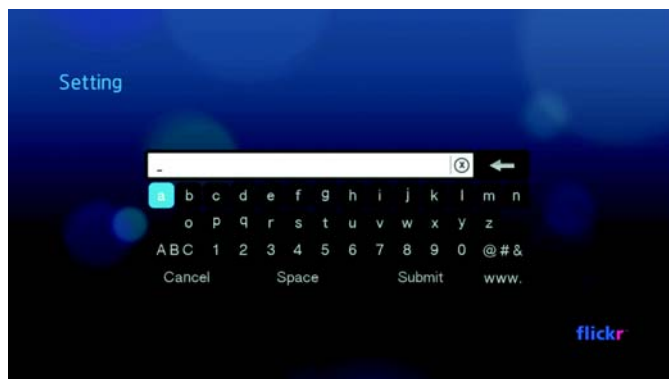 Setting
_
a b c d e f g h i j k l m n
o p q r s t u v w x y z
ABC 1 2 3 4 5 6 7 8 9 0 @#&
Cancel Space Submit www.
flickr